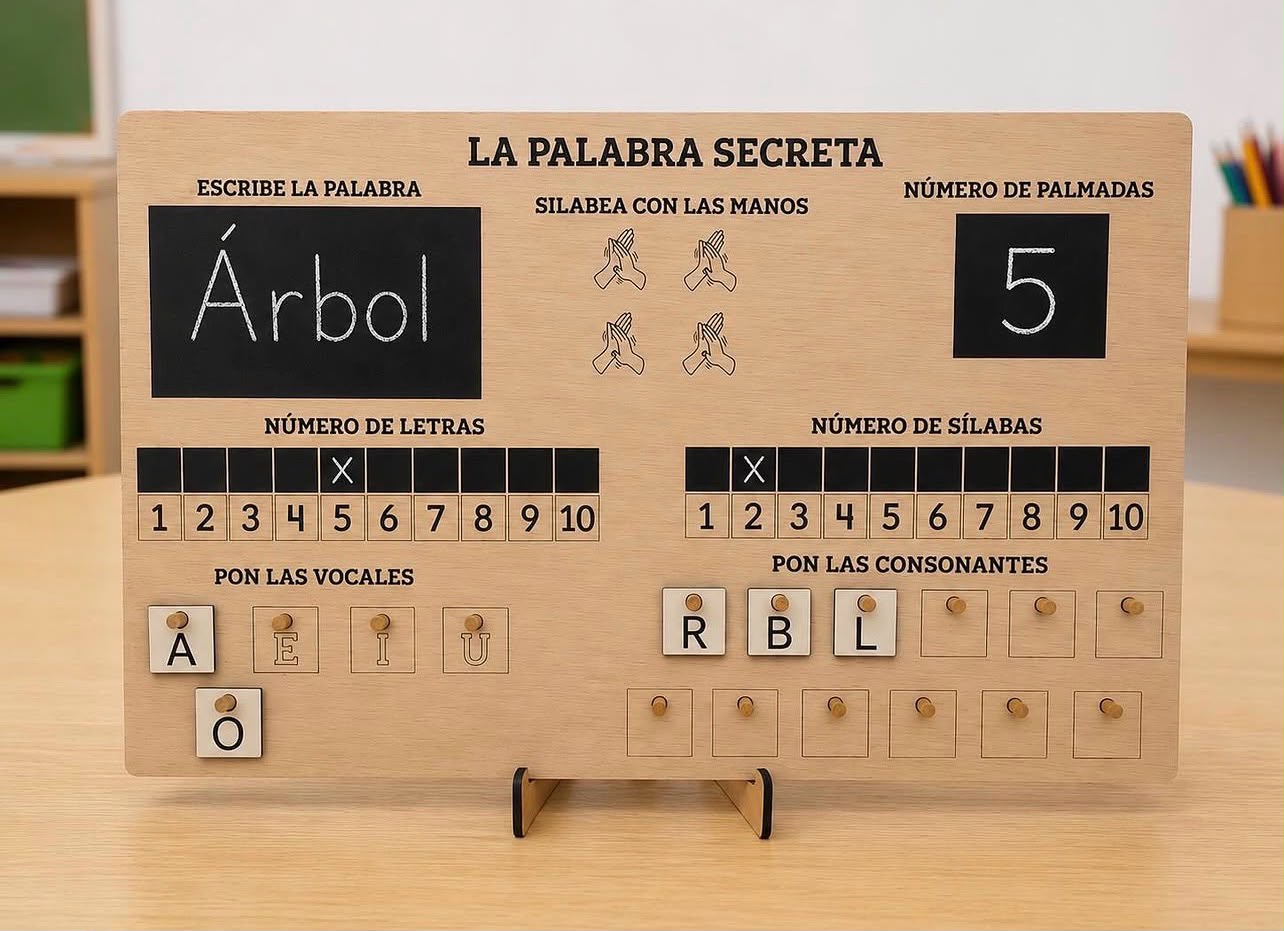 LA PALABRA SECRETA
ESCRIBE LA PALABRA
Árbol
SILABEA CON LAS MANOS
NÚMERO DE PALMADAS
5
NÚMERO DE LETRAS
X
1 2 3 4 5 6 7 8 9 10
NÚMERO DE SÍLABAS
X
1 2 3 4 5 6 7 8 9 10
PON LAS VOCALES
A E I U
O
PON LAS CONSONANTES
R B L